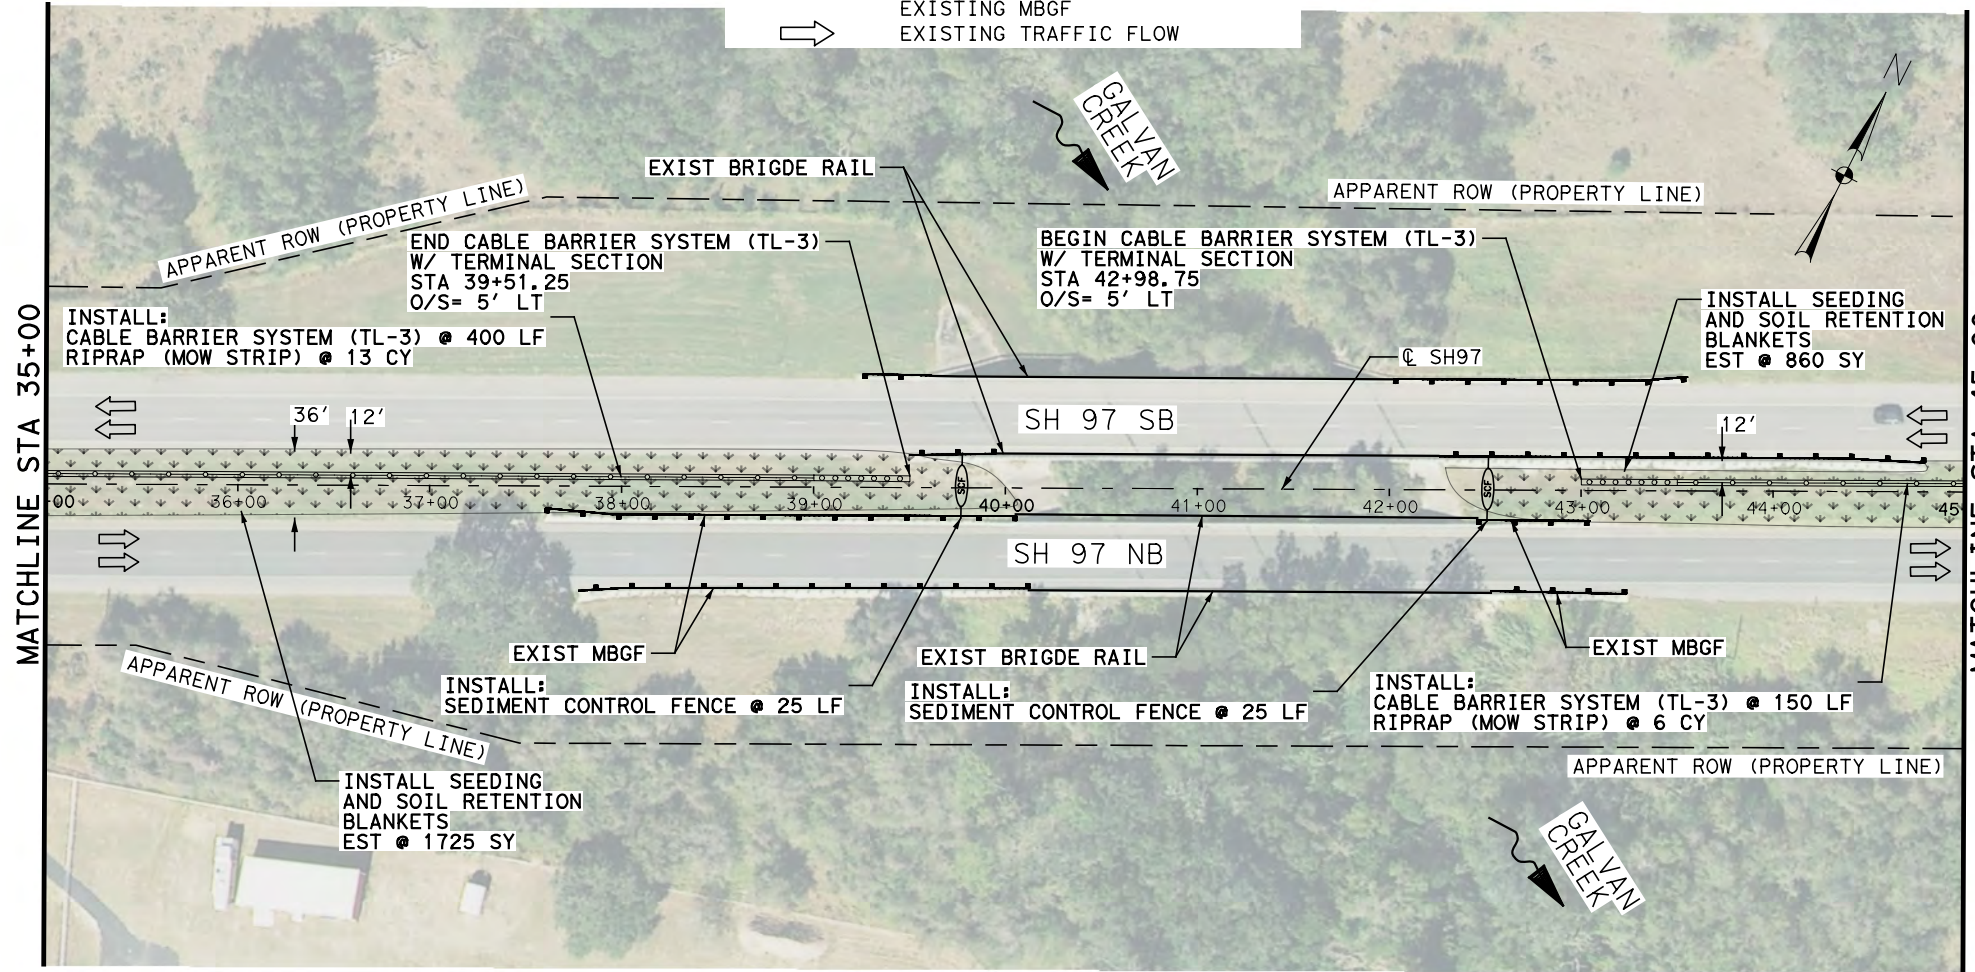 EXISTING MBGF
EXISTING TRAFFIC FLOW
N
GALVAN
CREEK
EXIST BRIGDE RAIL
APPARENT ROW (PROPERTY LINE)
APPARENT ROW (PROPERTY LINE)
END CABLE BARRIER SYSTEM (TL-3)
W/ TERMINAL SECTION
STA 39+51.25
O/S= 5' LT
BEGIN CABLE BARRIER SYSTEM (TL-3)
W/ TERMINAL SECTION
STA 42+98.75
O/S= 5' LT
INSTALL:
CABLE BARRIER SYSTEM (TL-3) @ 400 LF
RIPRAP (MOW STRIP) @ 13 CY
INSTALL SEEDING
AND SOIL RETENTION
BLANKETS
EST @ 860 SY
℄ SH97
MATCHLINE STA 35+00
36'
12'
SH 97 SB
12'
+00
36+00
37+00
38+00
39+00
40+00
41+00
42+00
43+00
44+00
45
SCF
SCF
SH 97 NB
EXIST MBGF
EXIST BRIGDE RAIL
EXIST MBGF
APPARENT ROW (PROPERTY LINE)
INSTALL:
SEDIMENT CONTROL FENCE @ 25 LF
INSTALL:
SEDIMENT CONTROL FENCE @ 25 LF
INSTALL:
CABLE BARRIER SYSTEM (TL-3) @ 150 LF
RIPRAP (MOW STRIP) @ 6 CY
APPARENT ROW (PROPERTY LINE)
INSTALL SEEDING
AND SOIL RETENTION
BLANKETS
EST @ 1725 SY
GALVAN
CREEK